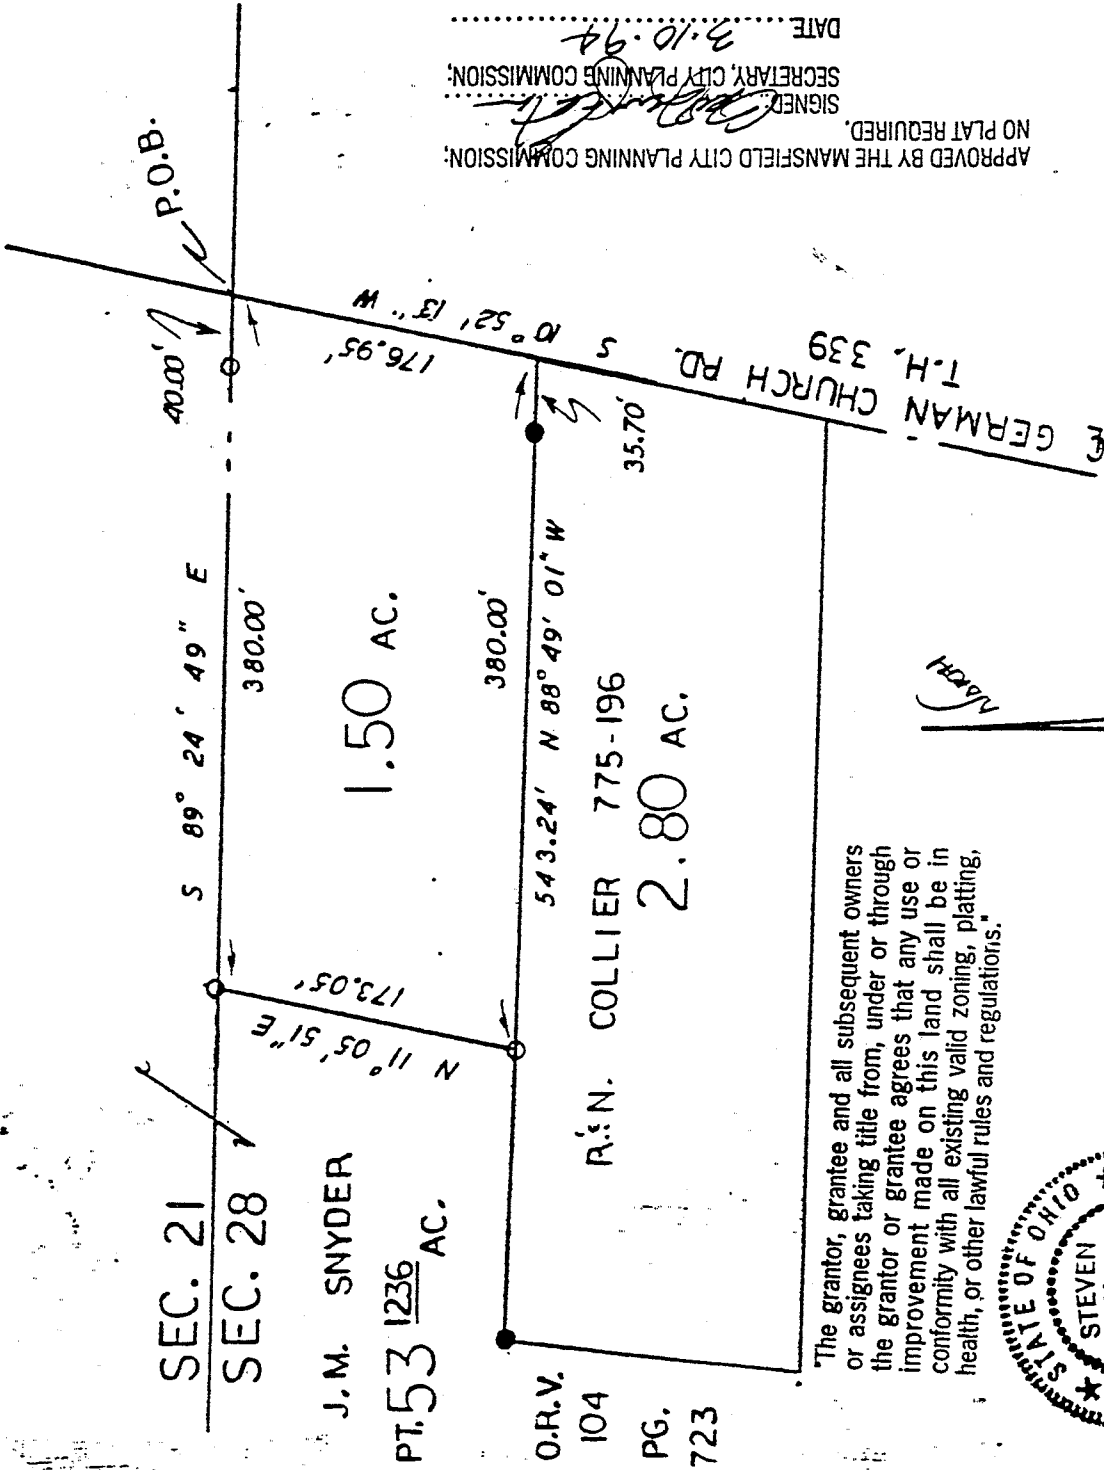 SEC. 21
SEC. 28
J.M. SNYDER
PT. 53 1236 AC.
O.R.V.
104
PG.
723
S 89° 24' 49" E
380.00'
40.00'
P.O.B.
1.50 AC.
N 11° 05' 51" E
173.05'
176.95'
S 10° 52' 13" W
380.00'
35.70'
543.24' N 88° 49' 01" W
R.&N. COLLIER 775-196
2.80 AC.
℄ GERMAN CHURCH RD.
T.H. 339
NORTH
APPROVED BY THE MANSFIELD CITY PLANNING COMMISSION;
NO PLAT REQUIRED.
SIGNED:
SECRETARY, CITY PLANNING COMMISSION;
DATE 3·10·94
"The grantor, grantee and all subsequent owners
or assignees taking title from, under or through
the grantor or grantee agrees that any use or
improvement made on this land shall be in
conformity with all existing valid zoning, platting,
health, or other lawful rules and regulations."
STATE OF OHIO
STEVEN